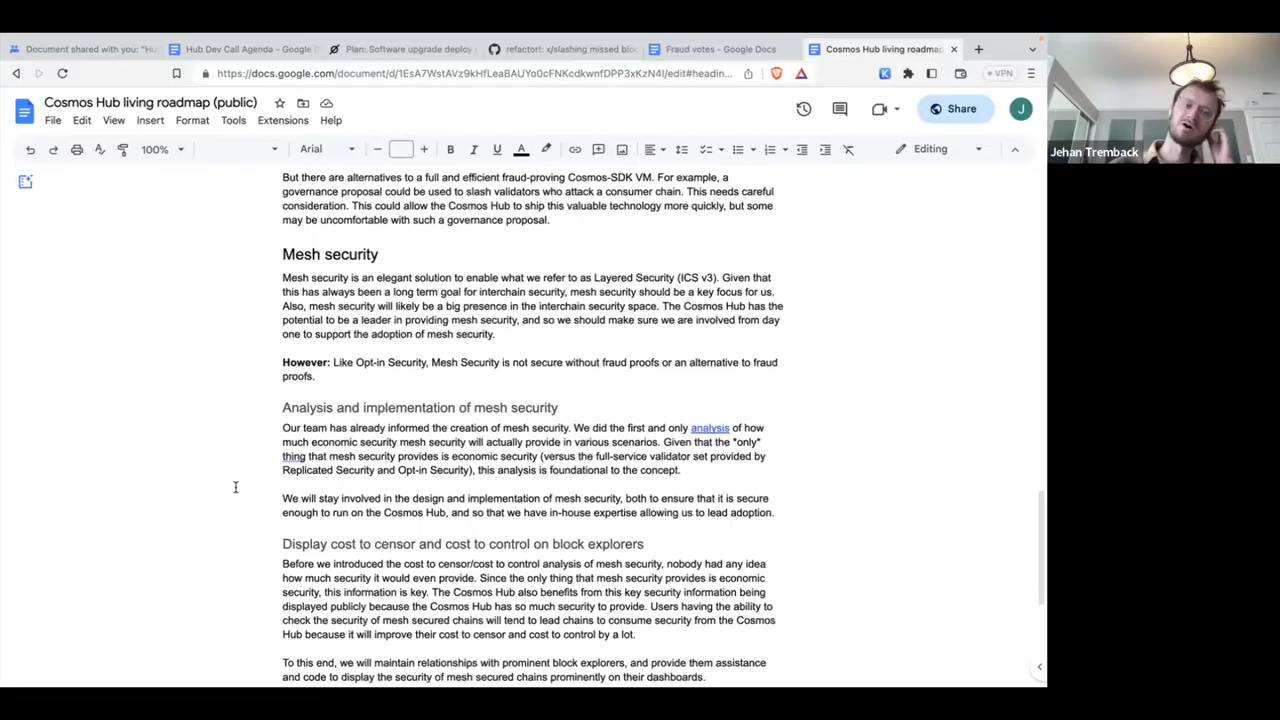 Document shared with you: "Hu
Hub Dev Call Agenda - Google D
Plan: Software upgrade deploy
refactor!: x/slashing missed blo
Fraud votes - Google Docs
Cosmos Hub living roadmap
https://docs.google.com/document/d/1EsA7WstAVz9kHfLeaBAUYo0cFNKcdkwnfDPP3xKzN4I/edit#headin...
VPN
Cosmos Hub living roadmap (public)
File Edit View Insert Format Tools Extensions Help
Share
J
100% Arial Editing
But there are alternatives to a full and efficient fraud-proving Cosmos-SDK VM. For example, a
governance proposal could be used to slash validators who attack a consumer chain. This needs careful
consideration. This could allow the Cosmos Hub to ship this valuable technology more quickly, but some
may be uncomfortable with such a governance proposal.
Mesh security
Mesh security is an elegant solution to enable what we refer to as Layered Security (ICS v3). Given that
this has always been a long term goal for interchain security, mesh security should be a key focus for us.
Also, mesh security will likely be a big presence in the interchain security space. The Cosmos Hub has the
potential to be a leader in providing mesh security, and so we should make sure we are involved from day
one to support the adoption of mesh security.
However: Like Opt-in Security, Mesh Security is not secure without fraud proofs or an alternative to fraud
proofs.
Analysis and implementation of mesh security
Our team has already informed the creation of mesh security. We did the first and only analysis of how
much economic security mesh security will actually provide in various scenarios. Given that the *only*
thing that mesh security provides is economic security (versus the full-service validator set provided by
Replicated Security and Opt-in Security), this analysis is foundational to the concept.
We will stay involved in the design and implementation of mesh security, both to ensure that it is secure
enough to run on the Cosmos Hub, and so that we have in-house expertise allowing us to lead adoption.
Display cost to censor and cost to control on block explorers
Before we introduced the cost to censor/cost to control analysis of mesh security, nobody had any idea
how much security it would even provide. Since the only thing that mesh security provides is economic
security, this information is key. The Cosmos Hub also benefits from this key security information being
displayed publicly because the Cosmos Hub has so much security to provide. Users having the ability to
check the security of mesh secured chains will tend to lead chains to consume security from the Cosmos
Hub because it will improve their cost to censor and cost to control by a lot.
To this end, we will maintain relationships with prominent block explorers, and provide them assistance
and code to display the security of mesh secured chains prominently on their dashboards.
Jehan Tremback